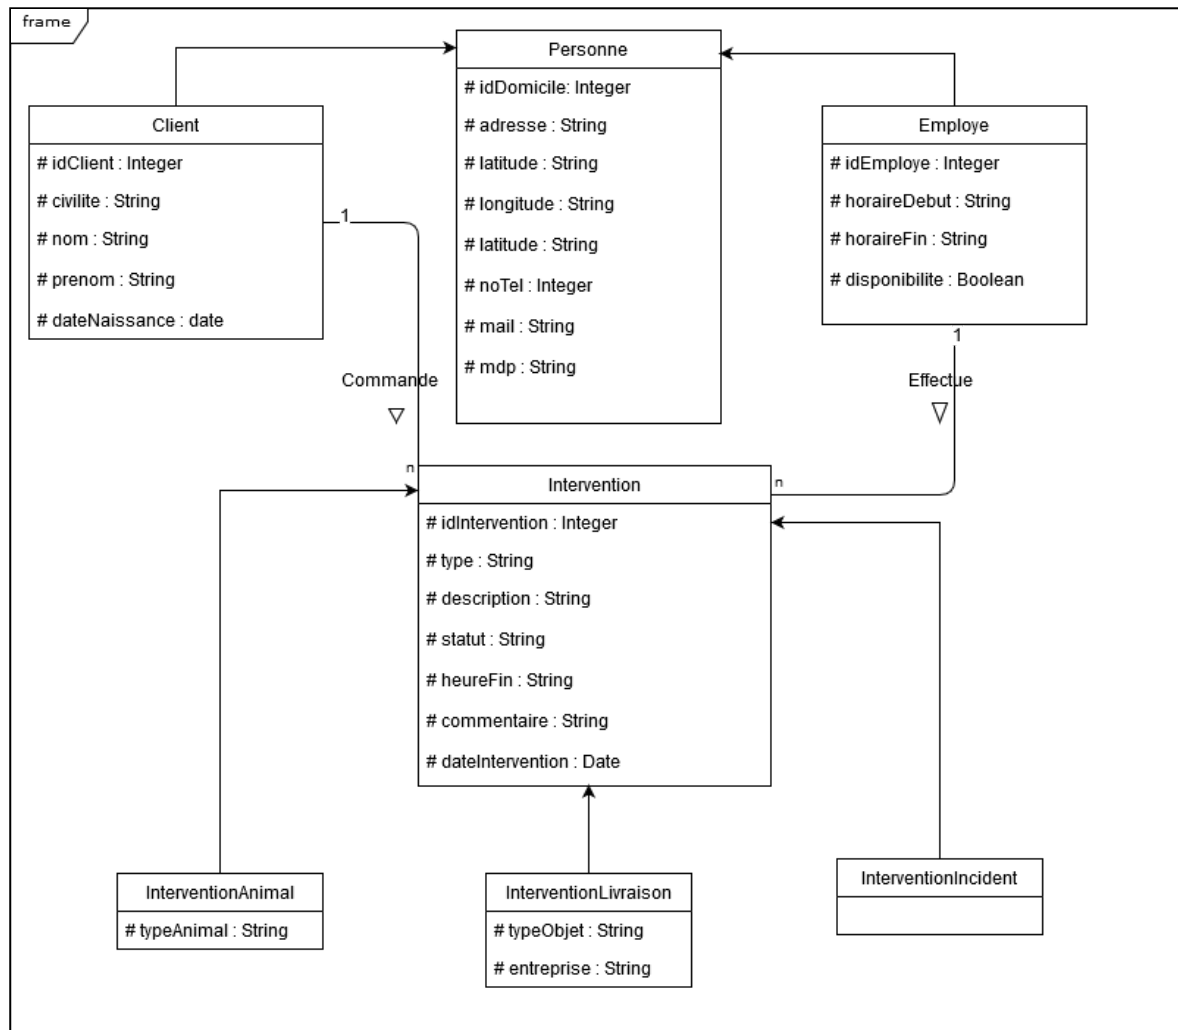 frame
Personne
# idDomicile: Integer
# adresse : String
# latitude : String
# longitude : String
# latitude : String
# noTel : Integer
# mail : String
# mdp : String
Client
# idClient : Integer
# civilite : String
# nom : String
# prenom : String
# dateNaissance : date
Employe
# idEmploye : Integer
# horaireDebut : String
# horaireFin : String
# disponibilite : Boolean
1
1
Commande
Effectue
n
n
Intervention
# idIntervention : Integer
# type : String
# description : String
# statut : String
# heureFin : String
# commentaire : String
# dateIntervention : Date
InterventionAnimal
# typeAnimal : String
InterventionLivraison
# typeObjet : String
# entreprise : String
InterventionIncident